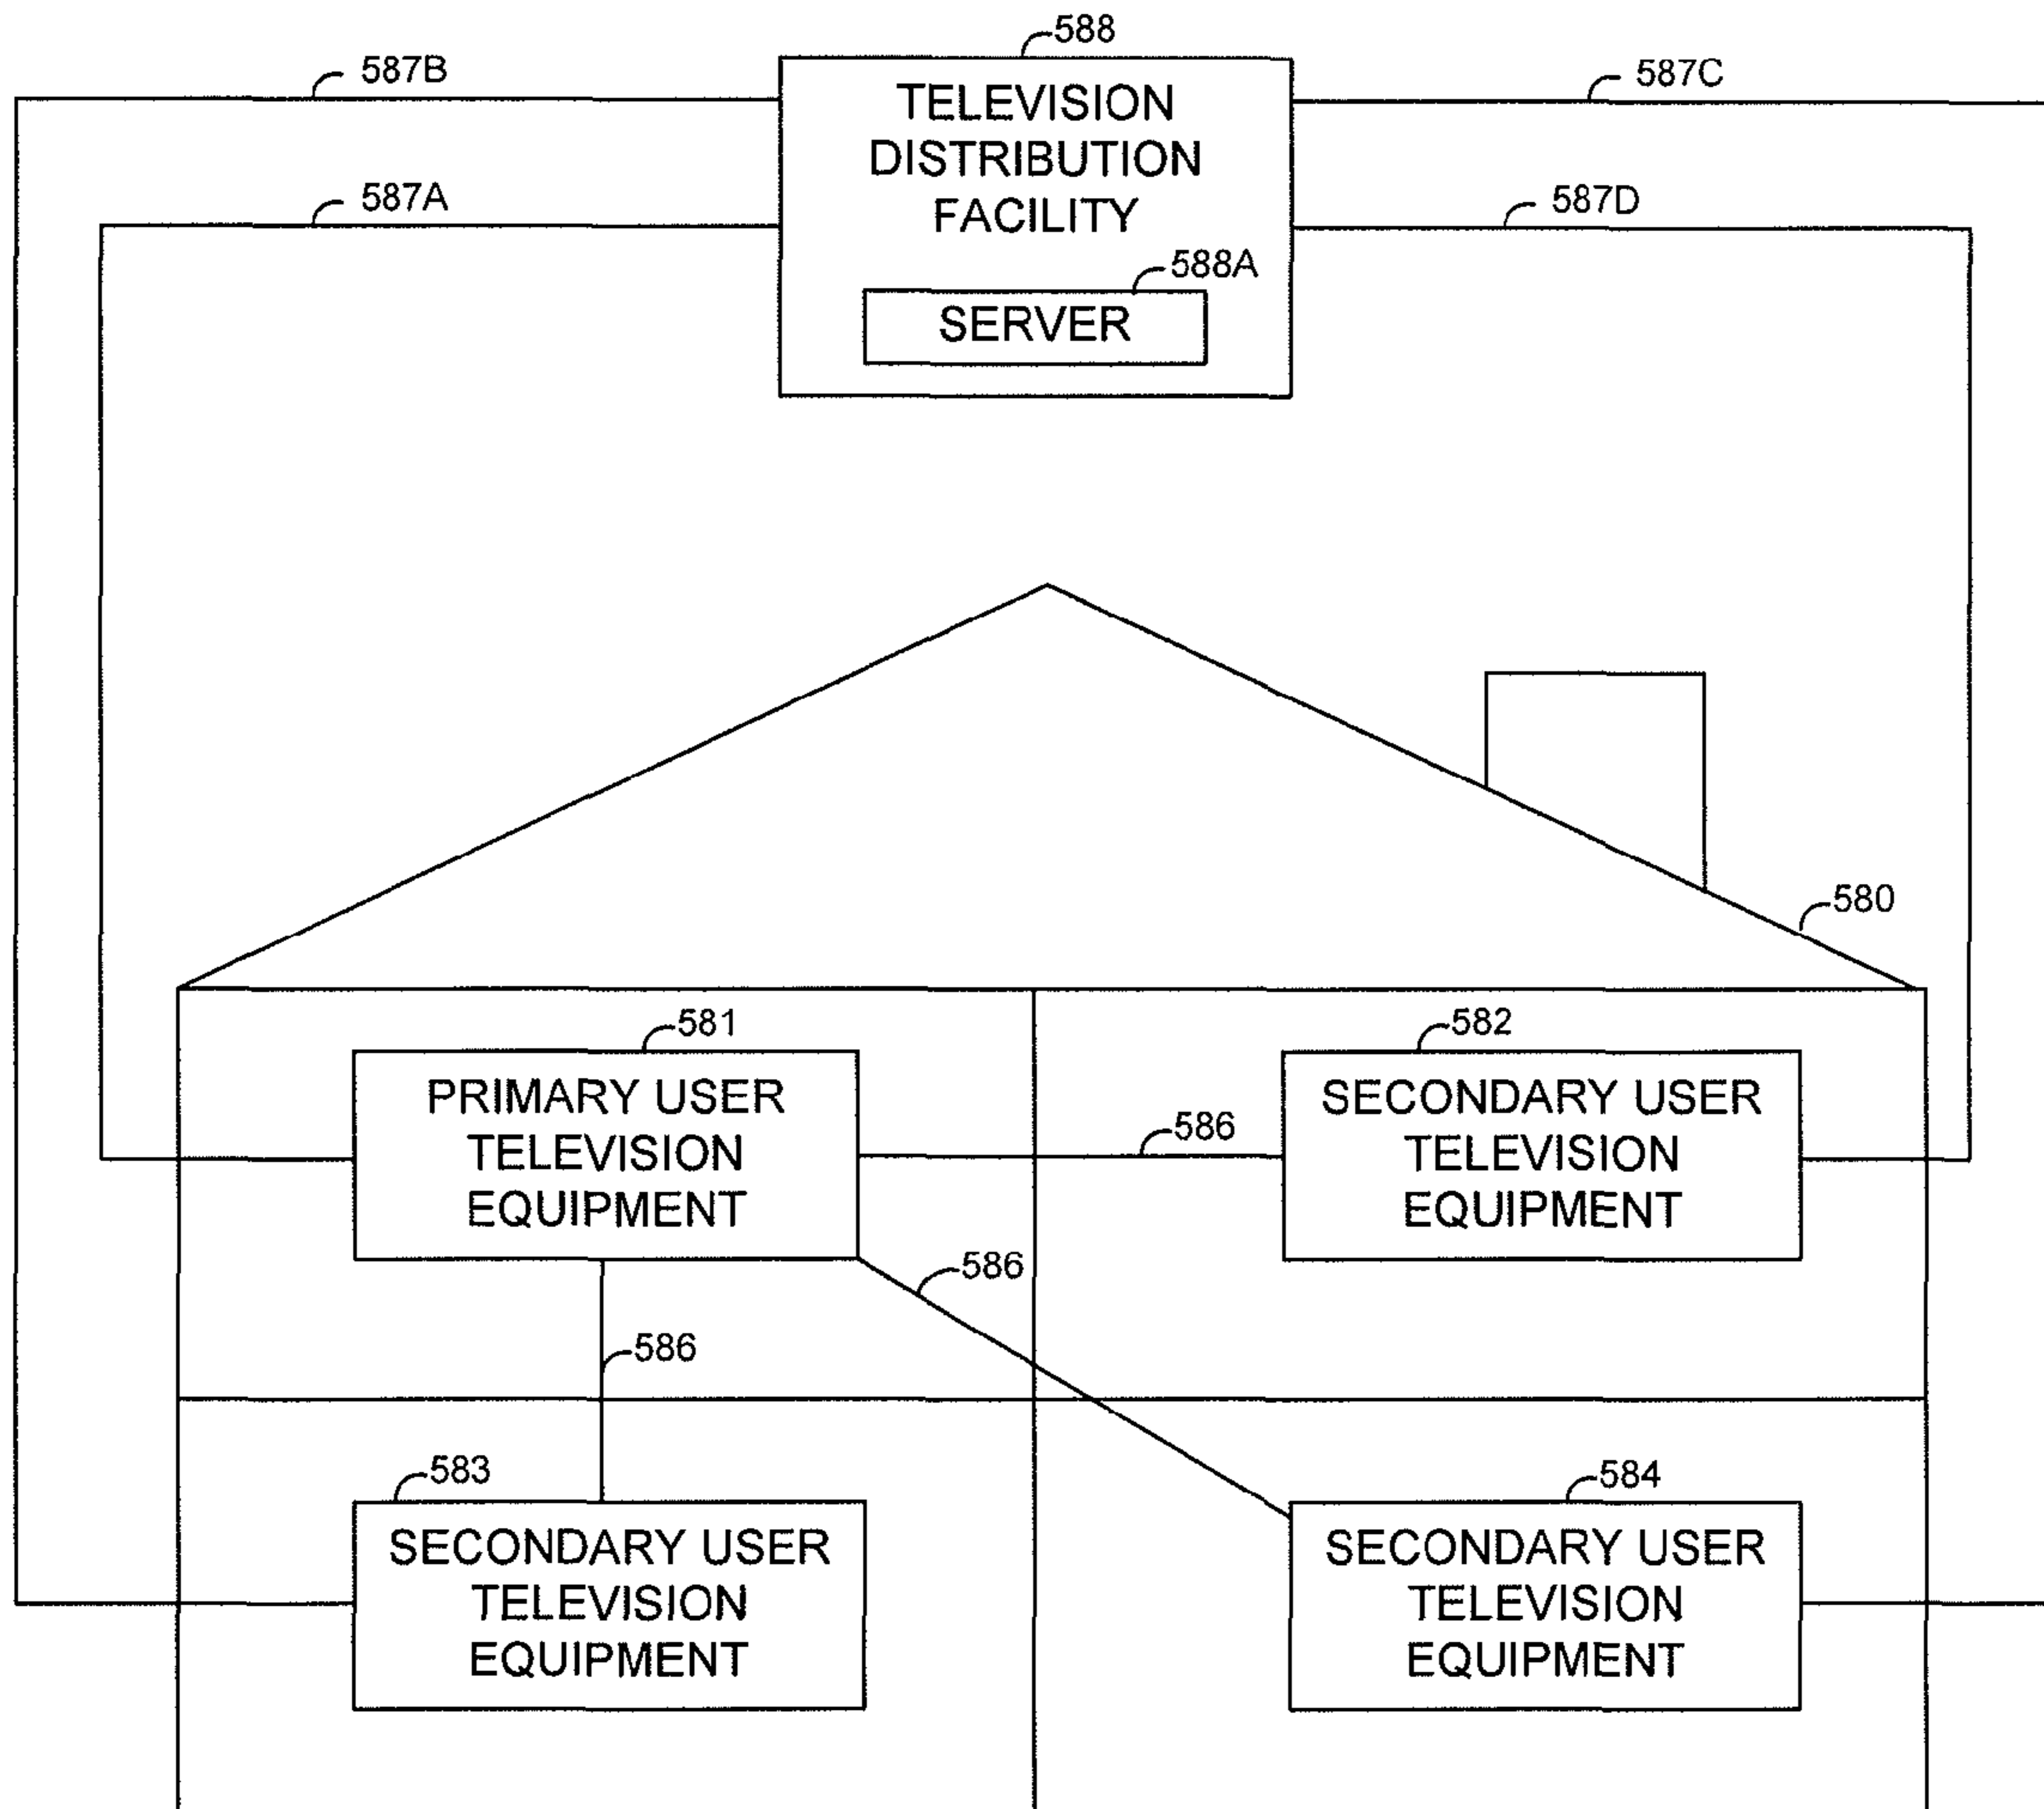 588
587B
587C
TELEVISION
DISTRIBUTION
FACILITY
587A
587D
588A
SERVER
580
581
582
PRIMARY USER
TELEVISION
EQUIPMENT
586
SECONDARY USER
TELEVISION
EQUIPMENT
586
586
583
584
SECONDARY USER
TELEVISION
EQUIPMENT
SECONDARY USER
TELEVISION
EQUIPMENT